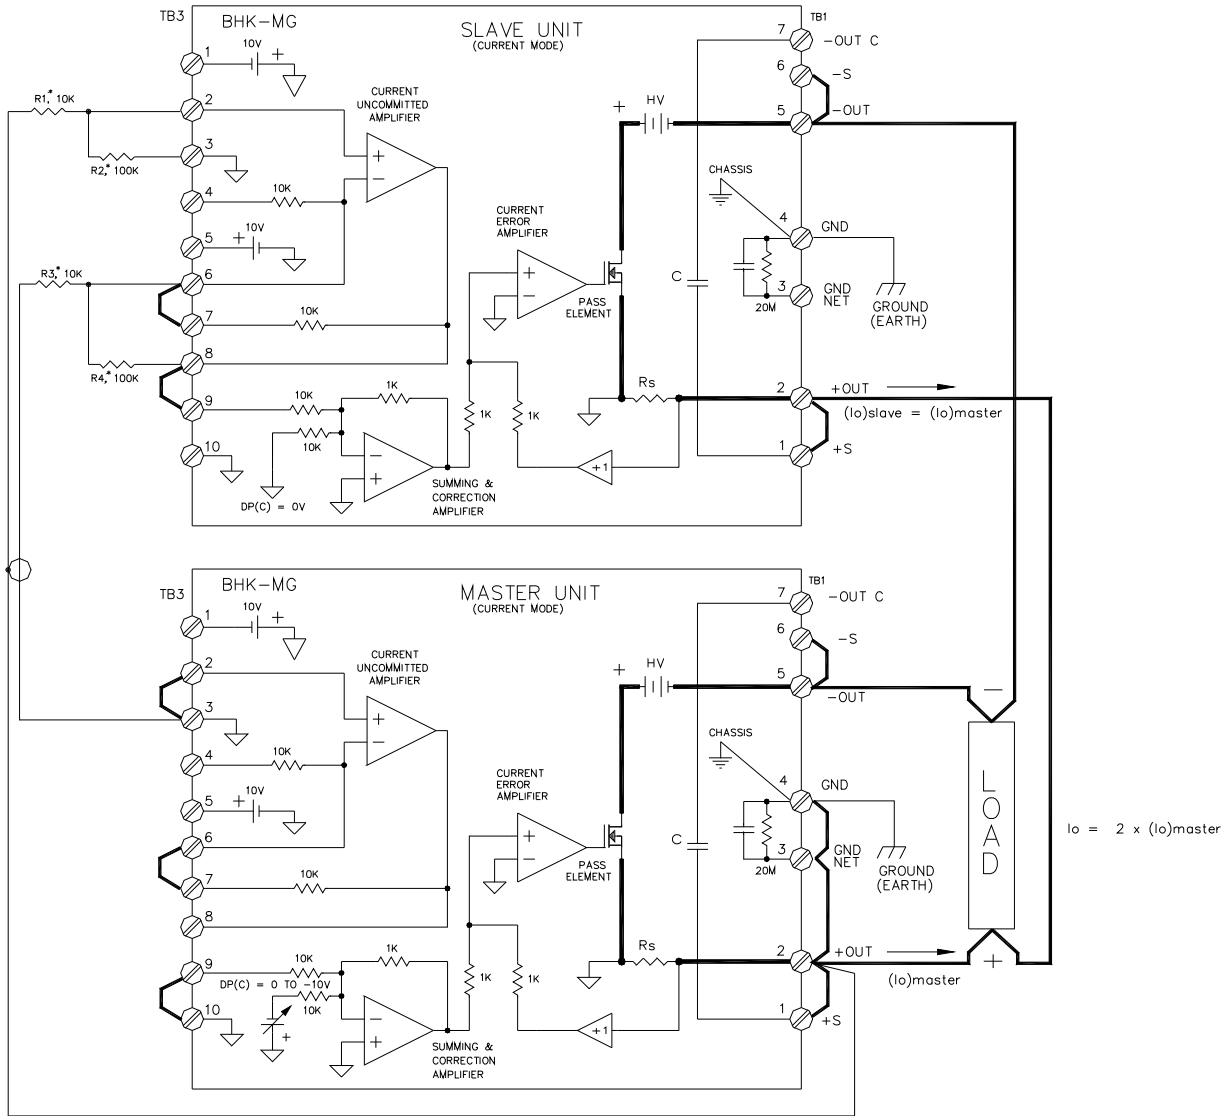 TB3
BHK-MG
SLAVE UNIT
(CURRENT MODE)
TB1
1
10V
+
2
R1,* 10K
3
R2,* 100K
4
10K
5
+
10V
6
R3,* 10K
7
10K
8
R4,* 100K
9
10K
1K
10
10K
DP(C) = 0V
CURRENT
UNCOMMITTED
AMPLIFIER
+
−
−
+
SUMMING &
CORRECTION
AMPLIFIER
1K
1K
+1
CURRENT
ERROR
AMPLIFIER
+
−
PASS
ELEMENT
+
HV
Rs
C
7
-OUT C
6
-S
5
-OUT
CHASSIS
4
GND
3
GND
NET
20M
GROUND
(EARTH)
2
+OUT
(Io)slave = (Io)master
1
+S
TB3
BHK-MG
MASTER UNIT
(CURRENT MODE)
TB1
1
10V
+
2
3
4
10K
5
+
10V
6
7
10K
8
9
10K
1K
DP(C) = 0 TO -10V
10
10K
+
CURRENT
UNCOMMITTED
AMPLIFIER
+
−
−
+
SUMMING &
CORRECTION
AMPLIFIER
1K
1K
+1
CURRENT
ERROR
AMPLIFIER
+
−
PASS
ELEMENT
+
HV
Rs
C
7
-OUT C
6
-S
5
-OUT
CHASSIS
4
GND
3
GND
NET
20M
GROUND
(EARTH)
2
+OUT
(Io)master
1
+S
−
LOAD
+
Io = 2 x (Io)master